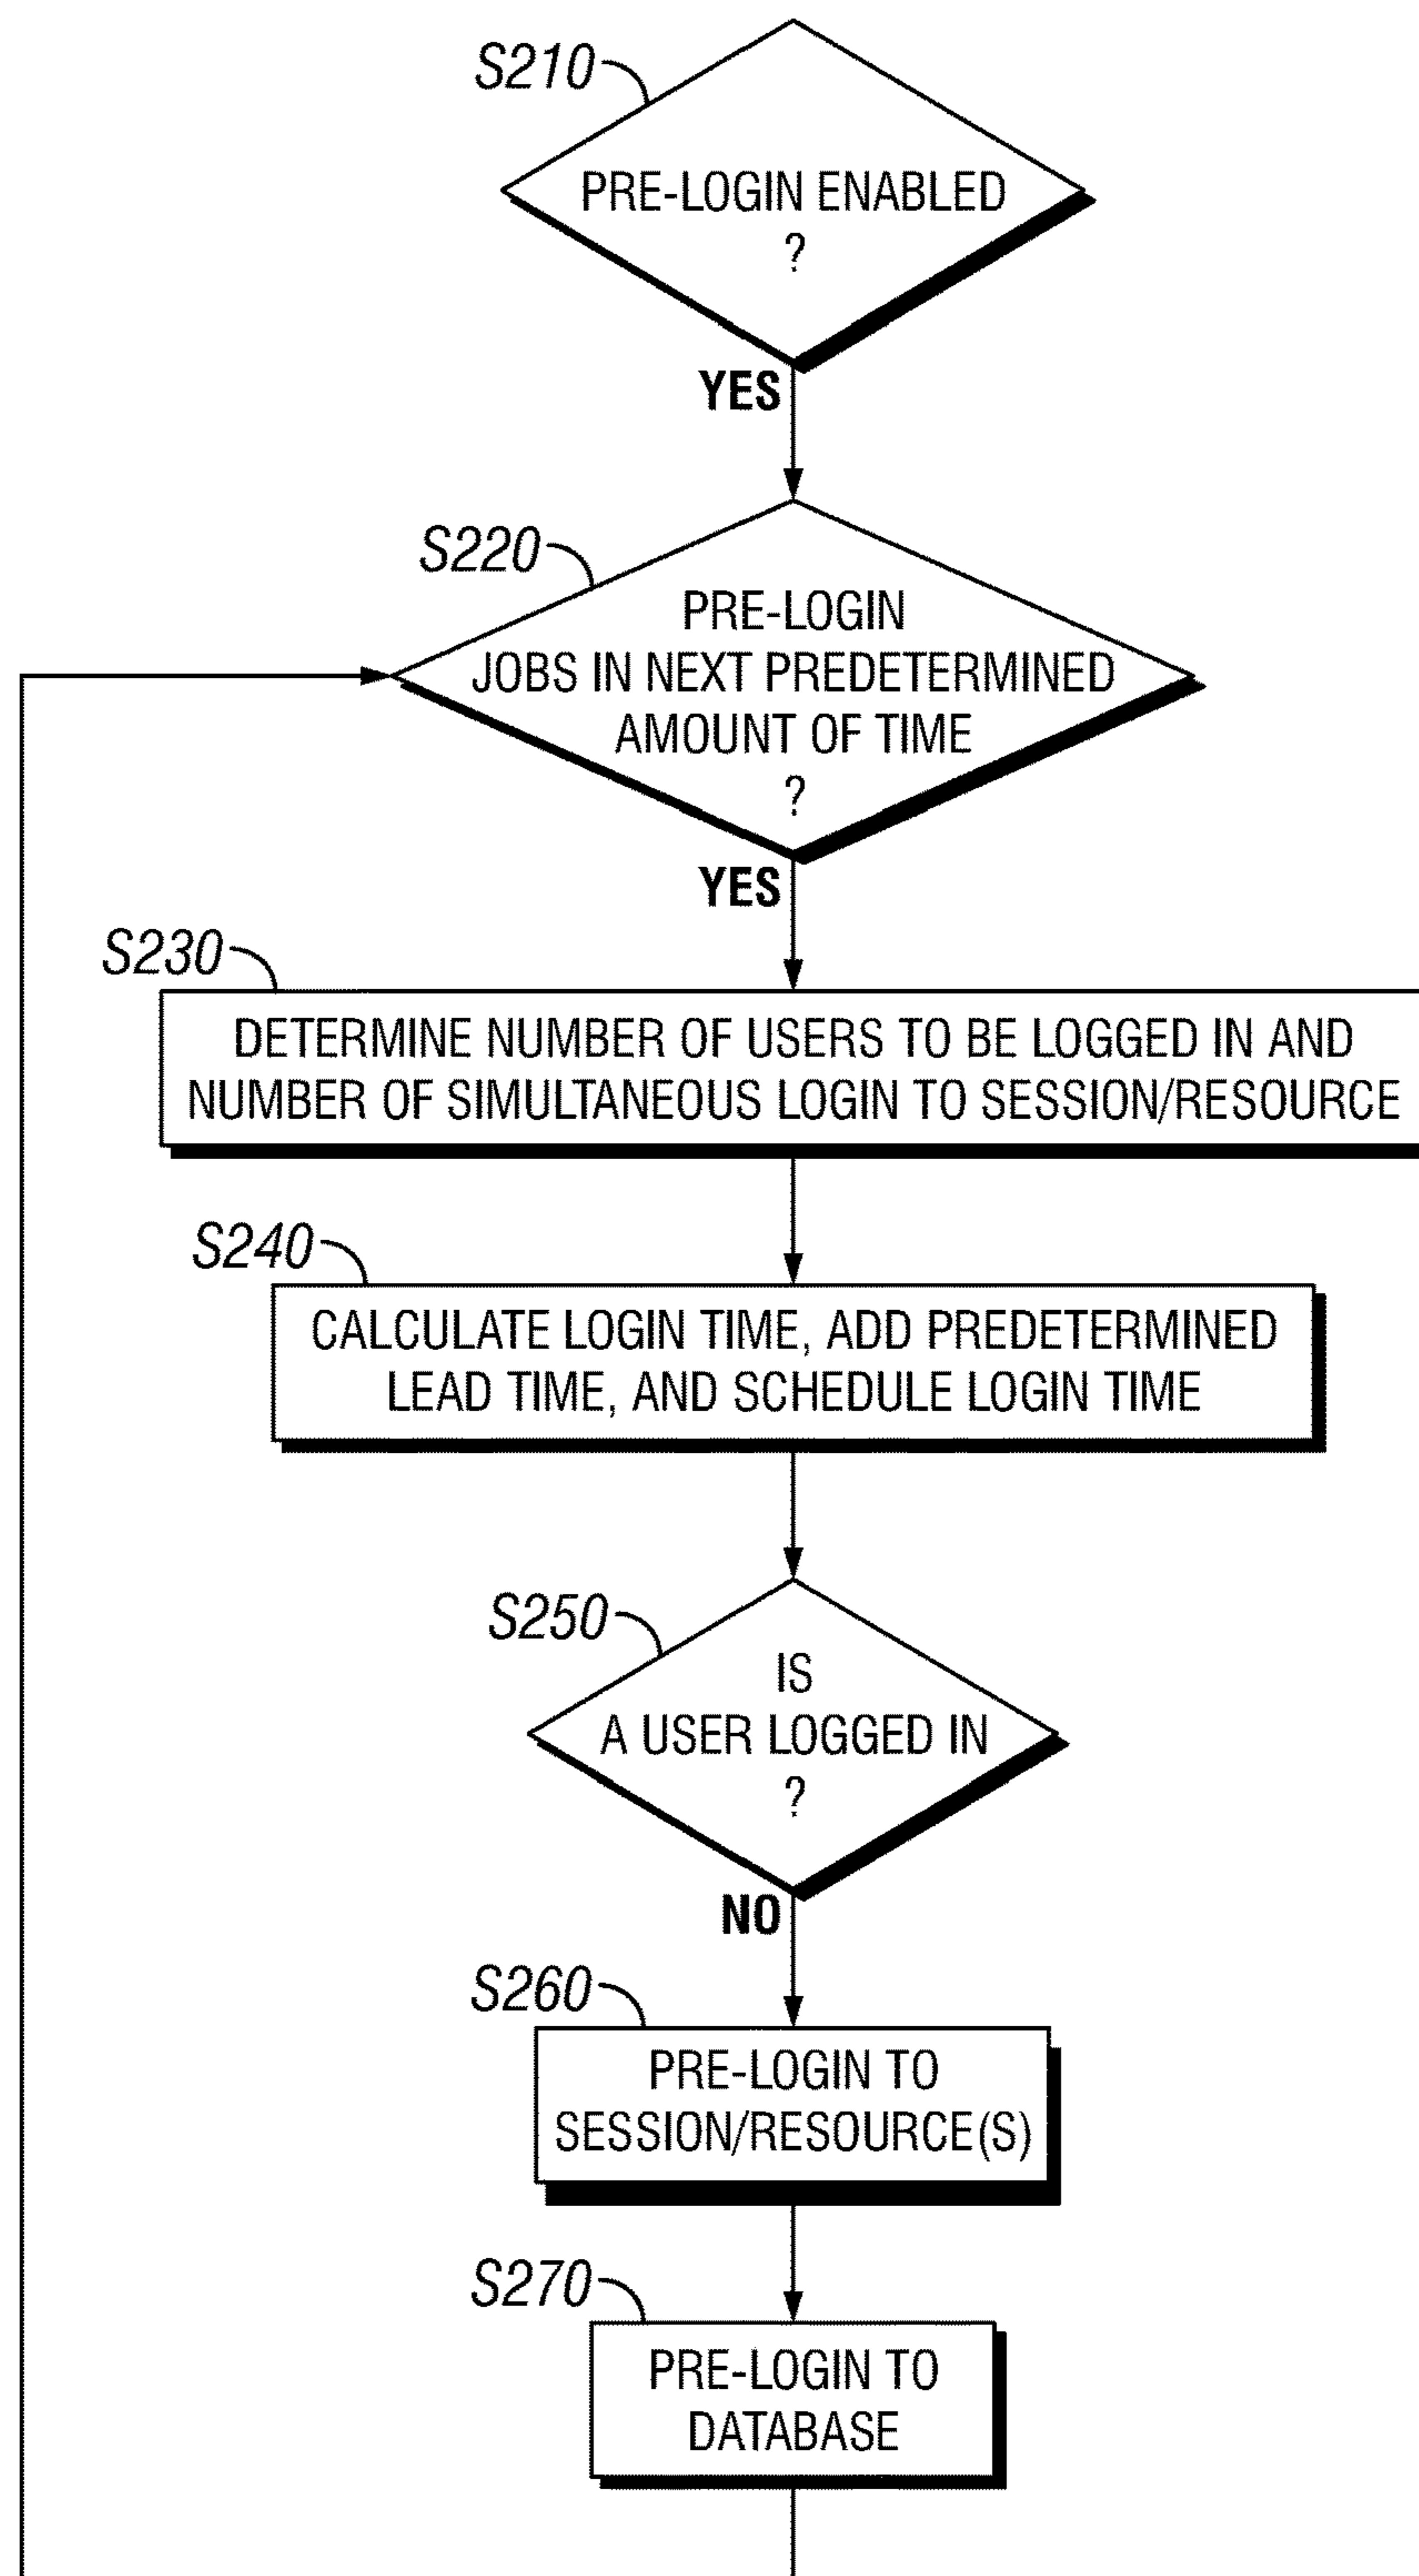 S210
PRE-LOGIN ENABLED
?
YES
S220
PRE-LOGIN
JOBS IN NEXT PREDETERMINED
AMOUNT OF TIME
?
YES
S230
DETERMINE NUMBER OF USERS TO BE LOGGED IN AND
NUMBER OF SIMULTANEOUS LOGIN TO SESSION/RESOURCE
S240
CALCULATE LOGIN TIME, ADD PREDETERMINED
LEAD TIME, AND SCHEDULE LOGIN TIME
S250
IS
A USER LOGGED IN
?
NO
S260
PRE-LOGIN TO
SESSION/RESOURCE(S)
S270
PRE-LOGIN TO
DATABASE